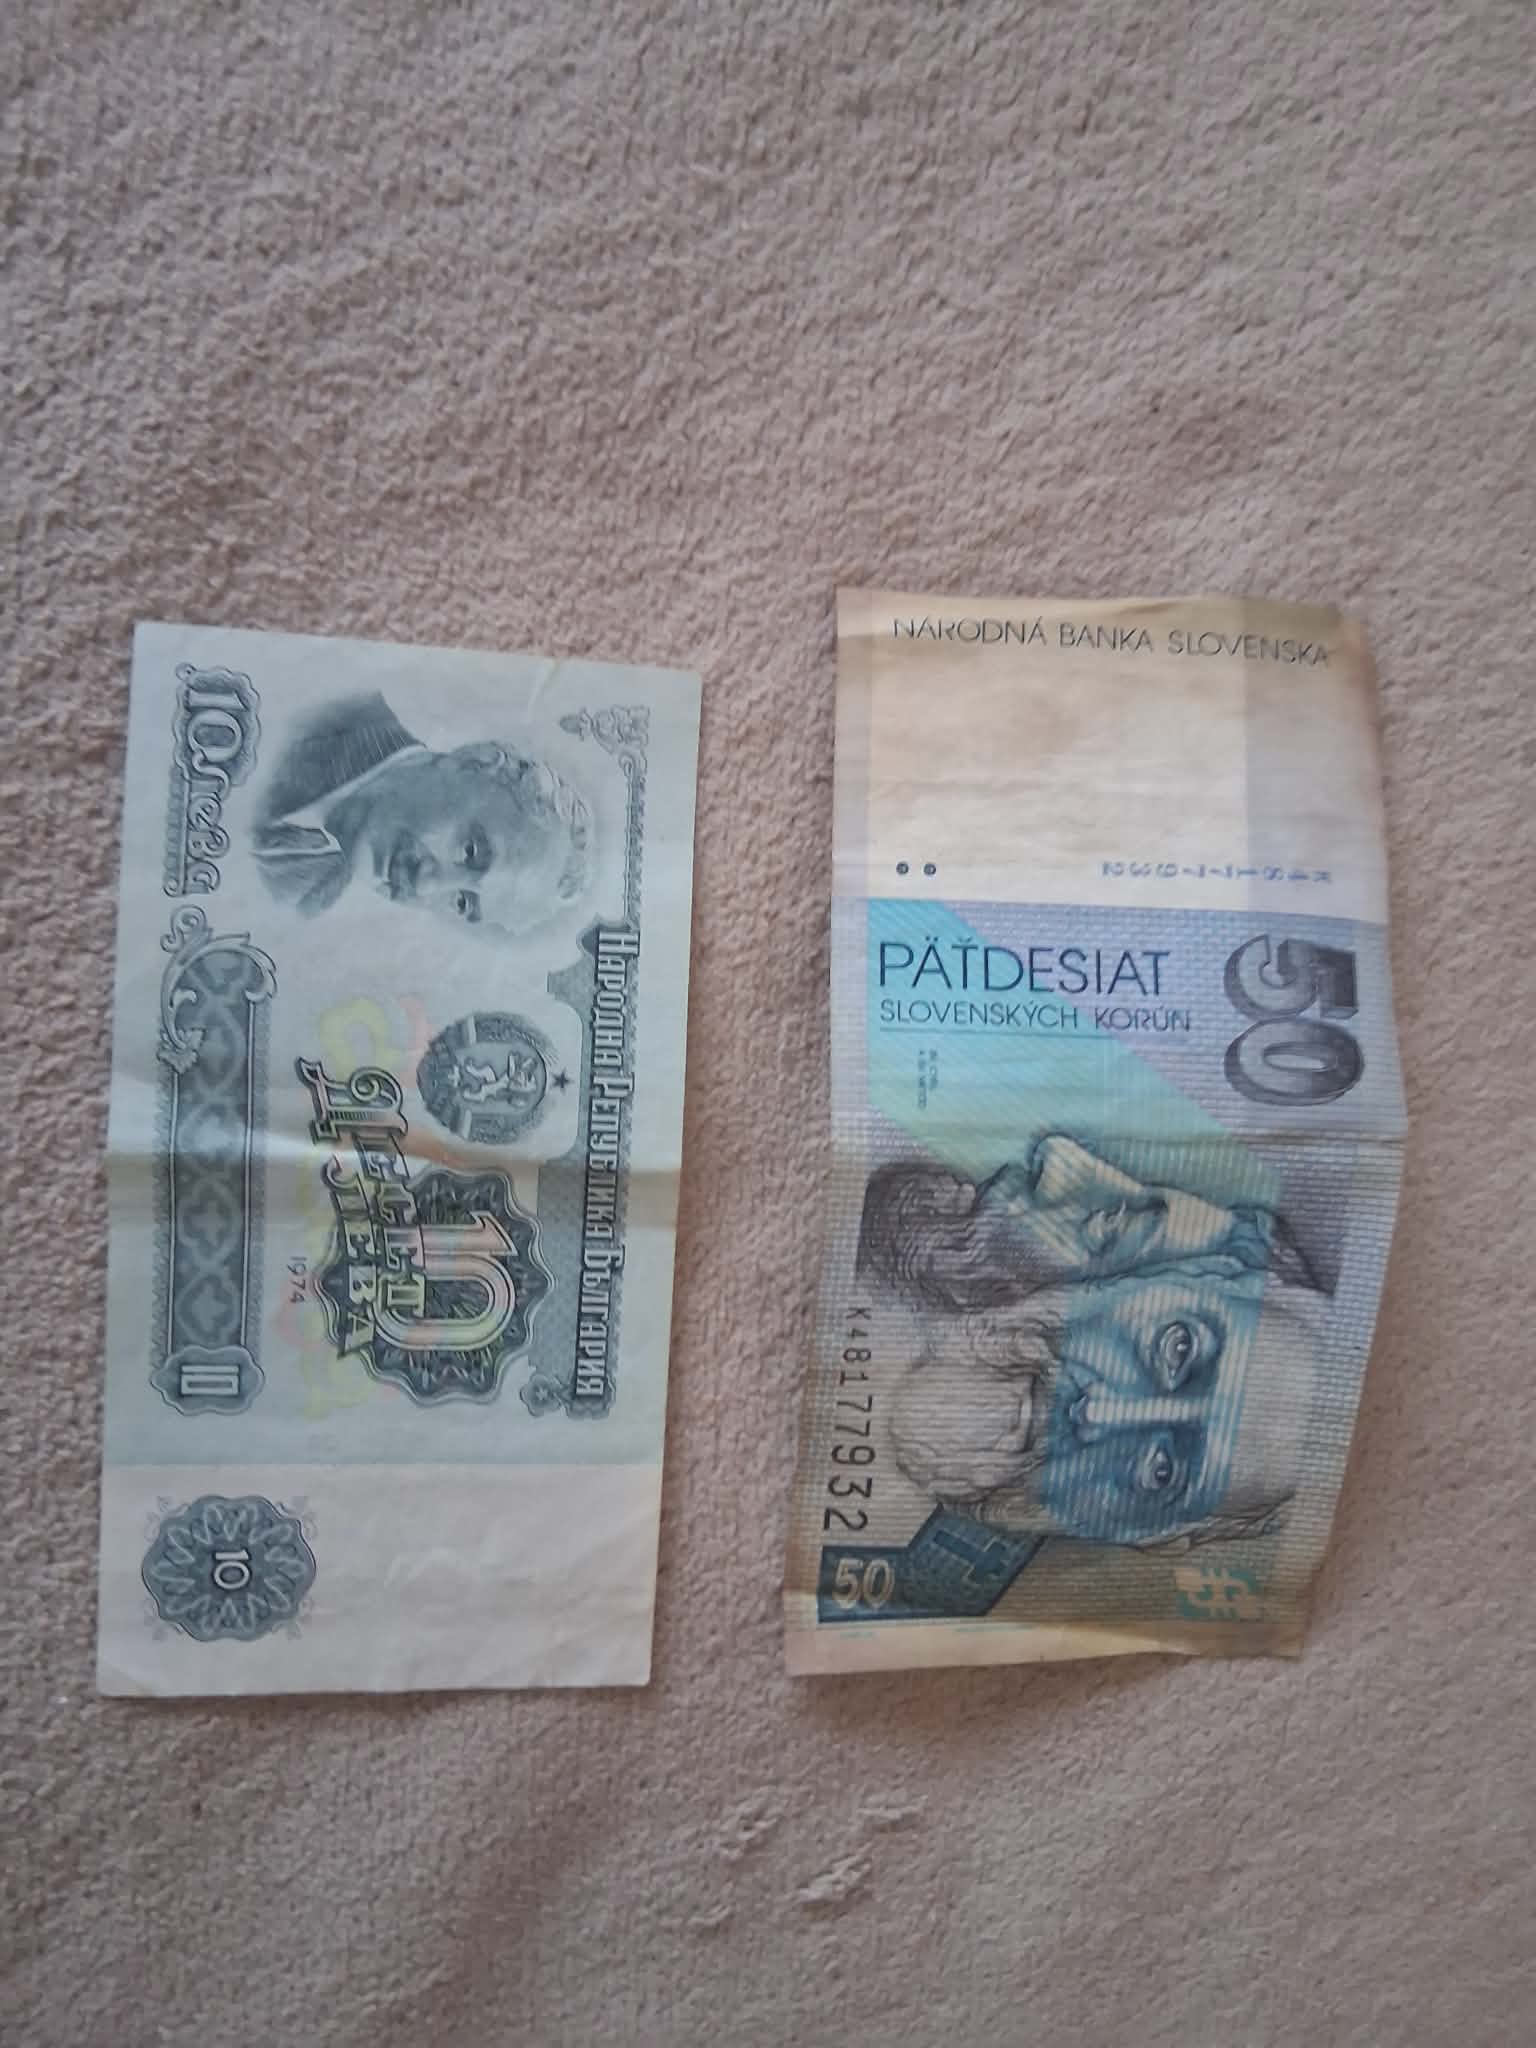 Народна Република България
10
ДЕСЕТ
ЛЕВА
1974
10 лева
10
10
NÁRODNÁ BANKA SLOVENSKA
K48177932
50
PÄŤDESIAT
SLOVENSKÝCH KORÚN
K48177932
50